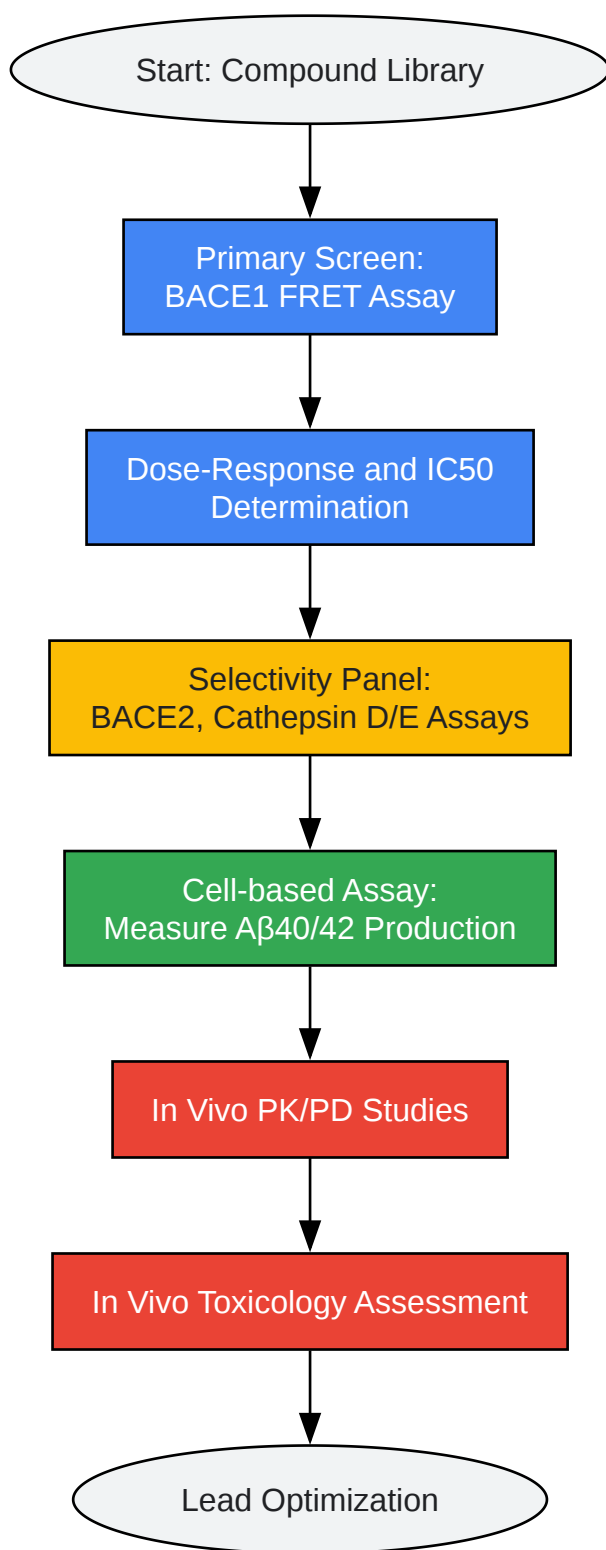 Start: Compound Library
Primary Screen:
BACE1 FRET Assay
Dose-Response and IC50
Determination
Selectivity Panel:
BACE2, Cathepsin D/E Assays
Cell-based Assay:
Measure Aβ40/42 Production
In Vivo PK/PD Studies
In Vivo Toxicology Assessment
Lead Optimization